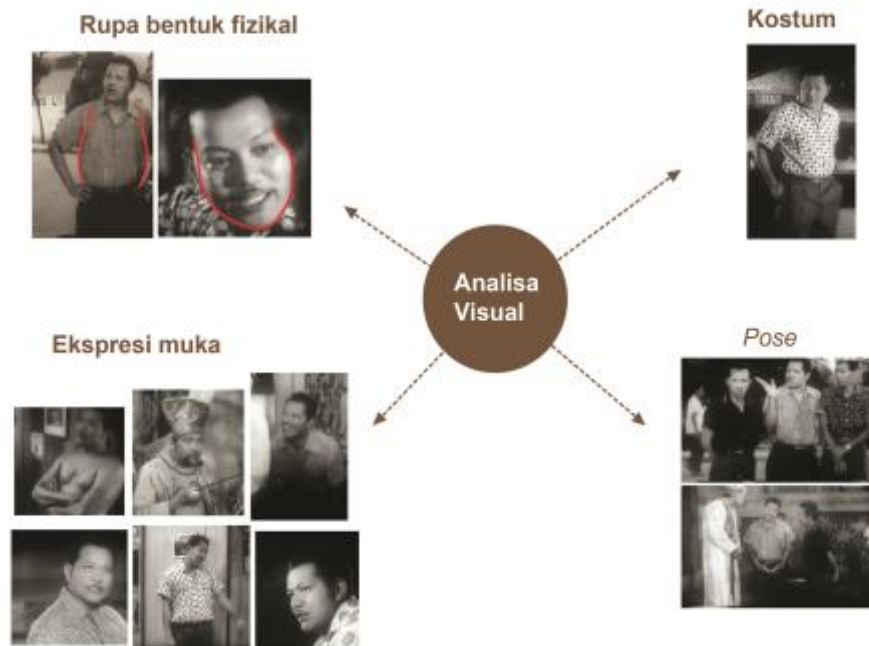 Rupa bentuk fizikal
Kostum
Analisa
Visual
Ekspresi muka
Pose